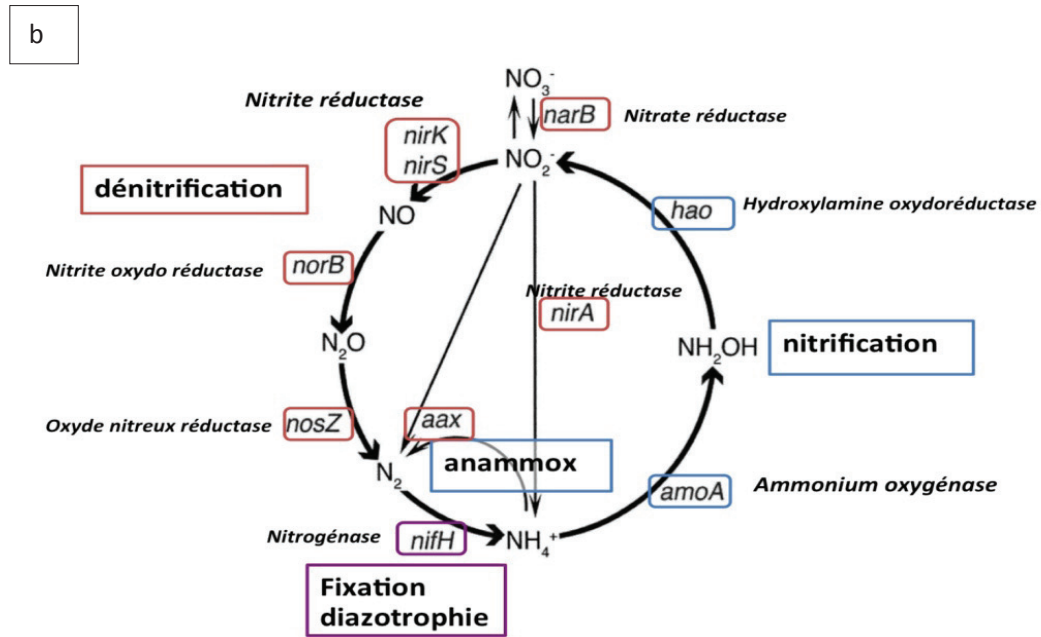 b
NO₃⁻
Nitrite réductase
narB
Nitrate réductase
nirK
nirS
NO₂⁻
dénitrification
hao
Hydroxylamine oxydoréductase
NO
Nitrite oxydo réductase
norB
Nitrite réductase
nirA
N₂O
NH₂OH
nitrification
Oxyde nitreux réductase
nosZ
aax
anammox
N₂
amoA
Ammonium oxygénase
Nitrogénase
nifH
NH₄⁺
Fixation
diazotrophie